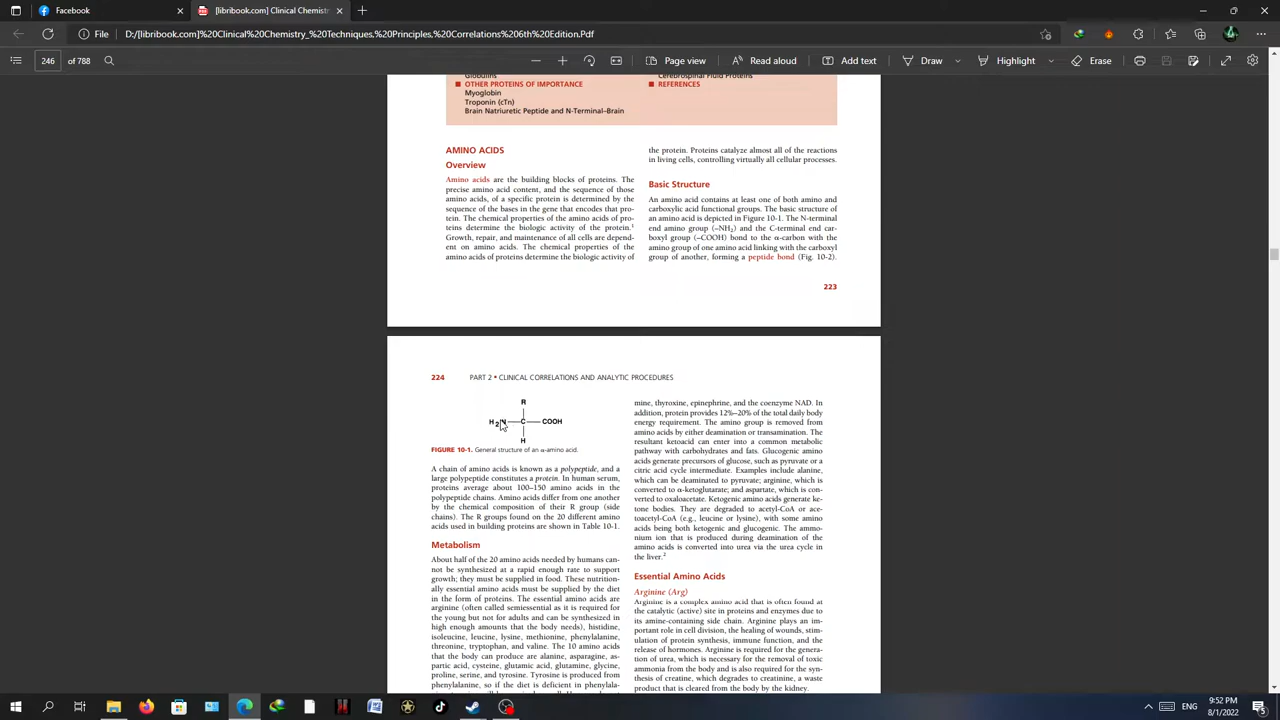 Facebook
[Clinical Chemistry] [Libribook
File
D:/[libribook.com]%20Clinical%20Chemistry_%20Techniques,%20Principles,%20Correlations,%20Edition.Pdf
of 768
Page view
Read aloud
Add text
Draw
Highlight
Erase
Globulins
■ OTHER PROTEINS OF IMPORTANCE
Myoglobin
Troponin (cTn)
Brain Natriuretic Peptide and N-Terminal–Brain
Cerebrospinal Fluid Proteins
■ REFERENCES
AMINO ACIDS
Overview
Amino acids are the building blocks of proteins. The
precise amino acid content, and the sequence of those
amino acids, of a specific protein is determined by the
sequence of the bases in the gene that encodes that pro-
tein. The chemical properties of the amino acids of pro-
teins determine the biologic activity of the protein.1
Growth, repair, and maintenance of all cells are depend-
ent on amino acids. The chemical properties of the
amino acids of proteins determine the biologic activity of
the protein. Proteins catalyze almost all of the reactions
in living cells, controlling virtually all cellular processes.
Basic Structure
An amino acid contains at least one of both amino and
carboxylic acid functional groups. The basic structure of
an amino acid is depicted in Figure 10-1. The N-terminal
end amino group (–NH2) and the C-terminal end car-
boxyl group (–COOH) bond to the α-carbon with the
amino group of one amino acid linking with the carboxyl
group of another, forming a peptide bond (Fig. 10-2).
223
224 PART 2 • CLINICAL CORRELATIONS AND ANALYTIC PROCEDURES
R
H2N C COOH
H
FIGURE 10-1. General structure of an α-amino acid.
A chain of amino acids is known as a polypeptide, and a
large polypeptide constitutes a protein. In human serum,
proteins average about 100–150 amino acids in the
polypeptide chains. Amino acids differ from one another
by the chemical composition of their R group (side
chains). The R groups found on the 20 different amino
acids used in building proteins are shown in Table 10-1.
Metabolism
About half of the 20 amino acids needed by humans can-
not be synthesized at a rapid enough rate to support
growth; they must be supplied in food. These nutrition-
ally essential amino acids must be supplied by the diet
in the form of proteins. The essential amino acids are
arginine (often called semiessential as it is required for
the young but not for adults and can be synthesized in
high enough amounts that the body needs), histidine,
isoleucine, leucine, lysine, methionine, phenylalanine,
threonine, tryptophan, and valine. The 10 amino acids
that the body can produce are alanine, asparagine, as-
partic acid, cysteine, glutamic acid, glutamine, glycine,
proline, serine, and tyrosine. Tyrosine is produced from
phenylalanine, so if the diet is deficient in phenylala-
mine, thyroxine, epinephrine, and the coenzyme NAD. In
addition, protein provides 12%–20% of the total daily body
energy requirement. The amino group is removed from
amino acids by either deamination or transamination. The
resultant ketoacid can enter into a common metabolic
pathway with carbohydrates and fats. Glucogenic amino
acids generate precursors of glucose, such as pyruvate or a
citric acid cycle intermediate. Examples include alanine,
which can be deaminated to pyruvate; arginine, which is
converted to α-ketoglutarate; and aspartate, which is con-
verted to oxaloacetate. Ketogenic amino acids generate ke-
tone bodies. They are degraded to acetyl-CoA or ace-
toacetyl-CoA (e.g., leucine or lysine), with some amino
acids being both ketogenic and glucogenic. The ammo-
nium ion that is produced during deamination of the
amino acids is converted into urea via the urea cycle in
the liver.2
Essential Amino Acids
Arginine (Arg)
Arginine is a complex amino acid that is often found at
the catalytic (active) site in proteins and enzymes due to
its amine-containing side chain. Arginine plays an im-
portant role in cell division, the healing of wounds, stim-
ulation of protein synthesis, immune function, and the
release of hormones. Arginine is required for the genera-
tion of urea, which is necessary for the removal of toxic
ammonia from the body and is also required for the syn-
thesis of creatine, which degrades to creatinine, a waste
product that is cleared from the body by the kidney.
ENG
9:52 PM
8/1/2022